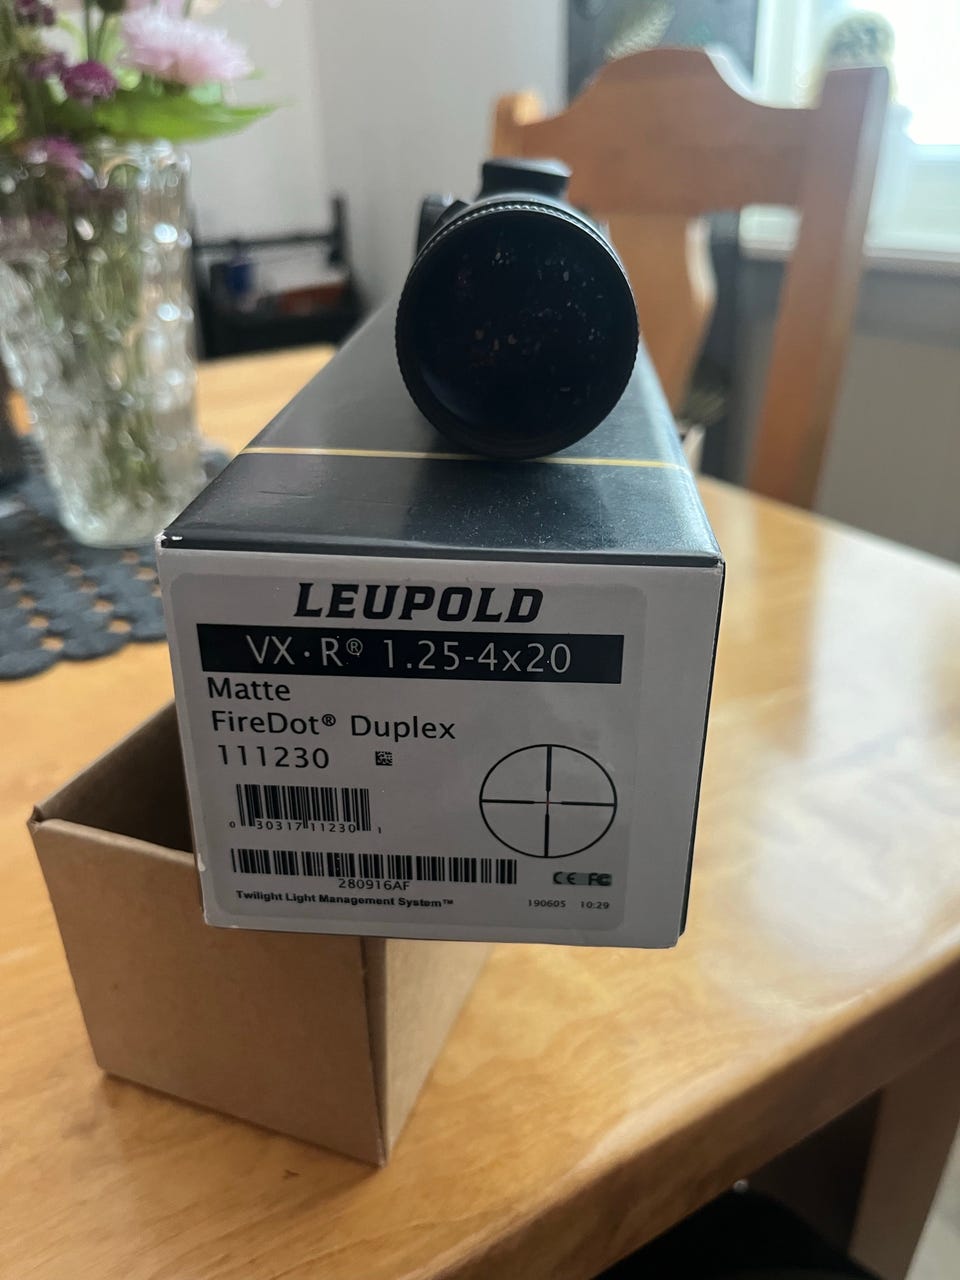 LEUPOLD
VX·R® 1.25-4x20
Matte
FireDot® Duplex
111230
0 30317 11230 1
280916AF
CE FC
Twilight Light Management System™
190605 10:29